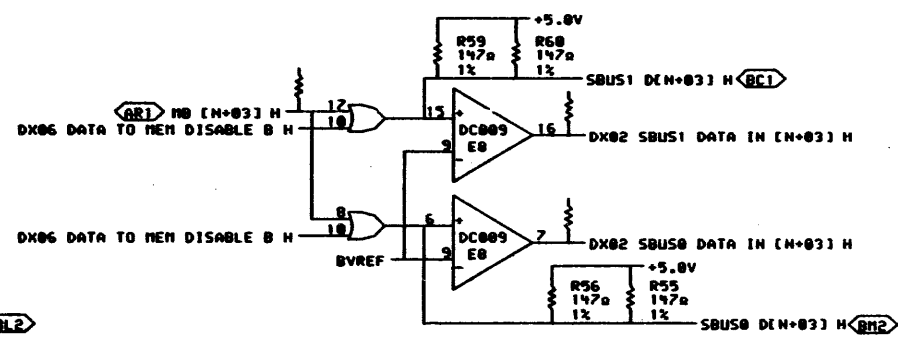 +5.0V
R59 R60
147Ω 147Ω
1% 1%
SBUS1 D[N+03] H BC1
AR1 MB [N+03] H 17
DX06 DATA TO MEM DISABLE B H 10
15 + DC009 E8 16
9 -
DX02 SBUS1 DATA IN [N+03] H
8
DX06 DATA TO MEM DISABLE B H 10
6 + DC009 E8 7
DX02 SBUS0 DATA IN [N+03] H
BVREF 9 -
+5.0V
R56 R55
147Ω 147Ω
1% 1%
BL2
SBUS0 D[N+03] H BM2